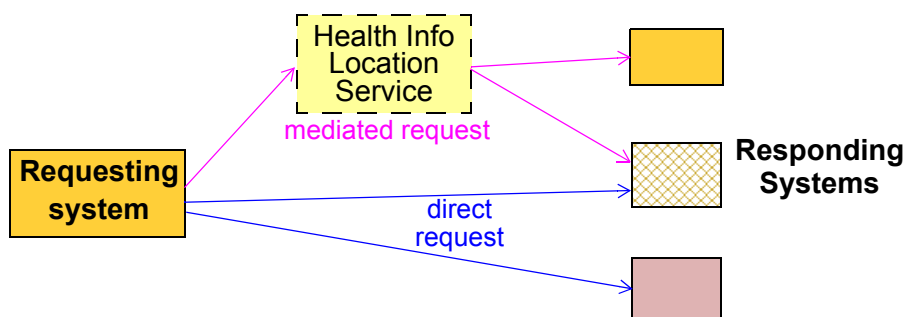 Health Info
Location
Service
mediated request
Requesting
system
direct
request
Responding
Systems